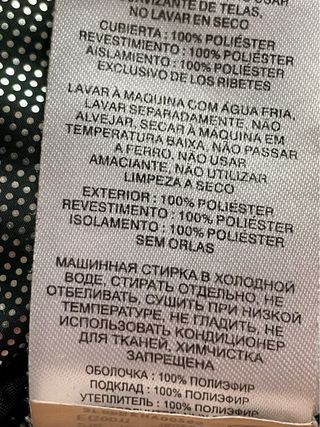 SUAVIZANTE DE TELAS,
NO LAVAR EN SECO
CUBIERTA : 100% POLIÉSTER
REVESTIMIENTO : 100% POLIÉSTER
AISLAMIENTO : 100% POLIÉSTER
EXCLUSIVO DE LOS RIBETES
LAVAR À MAQUINA COM ÁGUA FRIA,
LAVAR SEPARADAMENTE, NÃO
ALVEJAR, SECAR À MAQUINA EM
TEMPERATURA BAIXA, NÃO PASSAR
A FERRO, NÃO USAR
AMACIANTE, NÃO UTILIZAR
LIMPEZA A SECO
EXTERIOR : 100% POLIÉSTER
REVESTIMENTO : 100% POLIÉSTER
ISOLAMENTO : 100% POLIÉSTER
SEM ORLAS
МАШИННАЯ СТИРКА В ХОЛОДНОЙ
ВОДЕ, СТИРАТЬ ОТДЕЛЬНО, НЕ
ОТБЕЛИВАТЬ, СУШИТЬ ПРИ НИЗКОЙ
ТЕМПЕРАТУРЕ, НЕ ГЛАДИТЬ, НЕ
ИСПОЛЬЗОВАТЬ КОНДИЦИОНЕР
ДЛЯ ТКАНЕЙ, ХИМЧИСТКА
ЗАПРЕЩЕНА
ОБОЛОЧКА : 100% ПОЛИЭФИР
ПОДКЛАД : 100% ПОЛИЭФИР
УТЕПЛИТЕЛЬ : 100% ПОЛИЭФИР